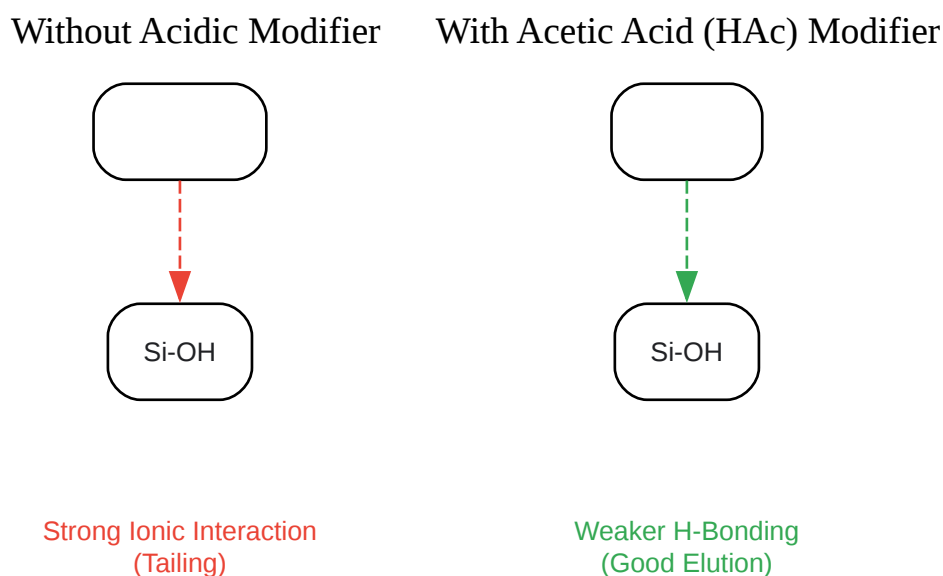 Without Acidic Modifier
With Acetic Acid (HAc) Modifier
Si-OH
Si-OH
Strong Ionic Interaction
(Tailing)
Weaker H-Bonding
(Good Elution)